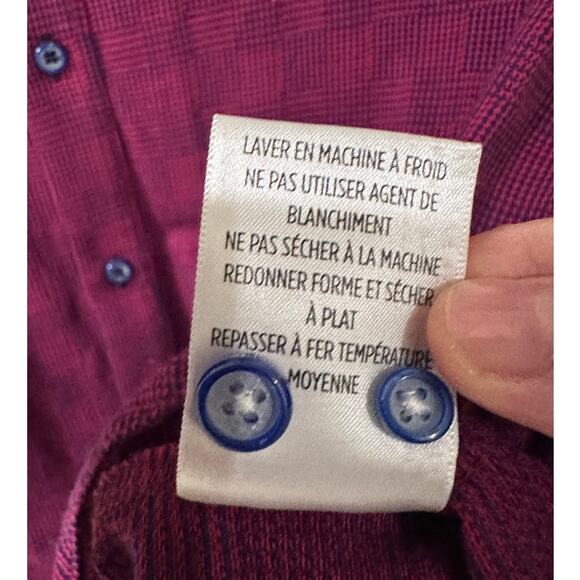 LAVER EN MACHINE À FROID
NE PAS UTILISER AGENT DE
BLANCHIMENT
NE PAS SÉCHER À LA MACHINE
REDONNER FORME ET SÉCHER
À PLAT
REPASSER À FER TEMPÉRATURE
MOYENNE